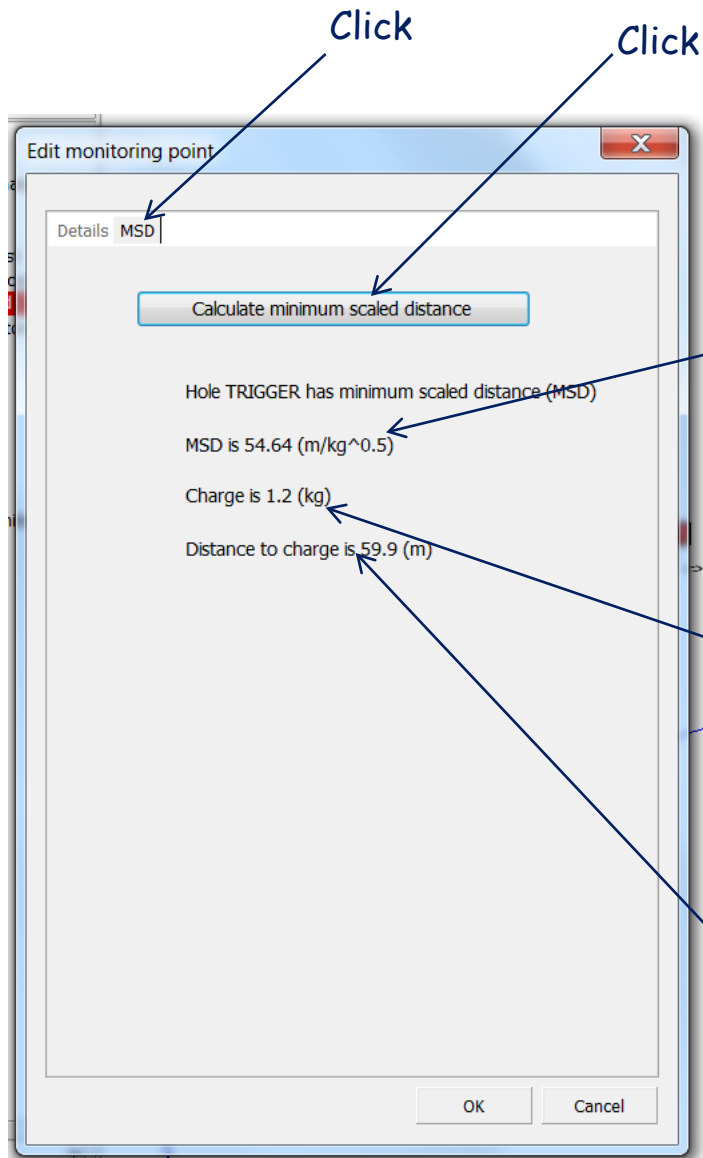 Click
Click
Edit monitoring point
Details MSD
Calculate minimum scaled distance
Hole TRIGGER has minimum scaled distance (MSD)
MSD is 54.64 (m/kg^0.5)
Charge is 1.2 (kg)
Distance to charge is 59.9 (m)
OK Cancel